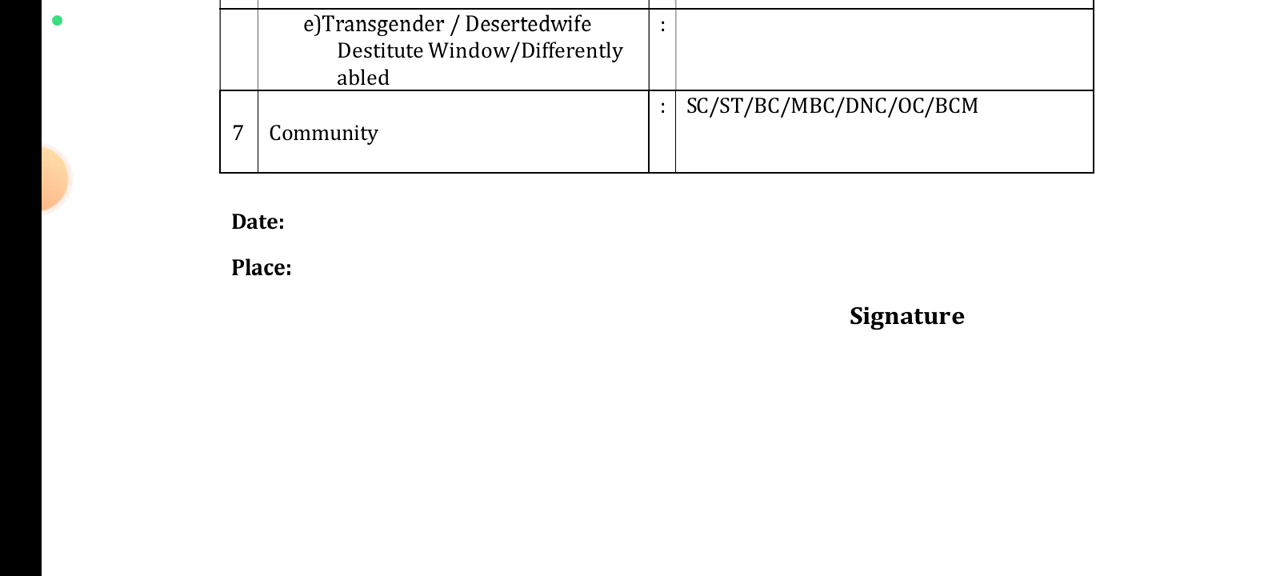 e)Transgender / Desertedwife :
Destitute Window/Differently
abled
7 Community : SC/ST/BC/MBC/DNC/OC/BCM
Date:
Place:
Signature